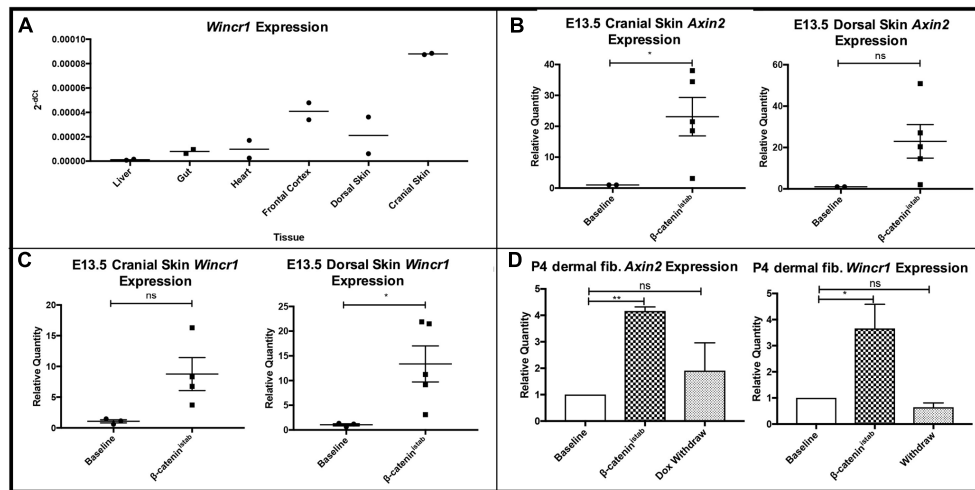 A
Wincr1 Expression
0.00010
0.00008
0.00006
0.00004
0.00002
0.00000
2^-dCt
Liver
Gut
Heart
Frontal Cortex
Dorsal Skin
Cranial Skin
Tissue
B
E13.5 Cranial Skin Axin2
Expression
*
40
30
20
10
0
Relative Quantity
Baseline
β-catenin^istab
E13.5 Dorsal Skin Axin2
Expression
ns
60
40
20
0
Relative Quantity
Baseline
β-catenin^istab
C
E13.5 Cranial Skin Wincr1
Expression
ns
20
15
10
5
0
Relative Quantity
Baseline
β-catenin^istab
E13.5 Dorsal Skin Wincr1
Expression
*
25
20
15
10
5
0
Relative Quantity
Baseline
β-catenin^istab
D
P4 dermal fib. Axin2 Expression
ns
**
5
4
3
2
1
0
Relative Quantity
Baseline
β-catenin^istab
Dox Withdraw
P4 dermal fib. Wincr1 Expression
ns
*
5
4
3
2
1
0
Relative Quantity
Baseline
β-catenin^istab
Withdraw